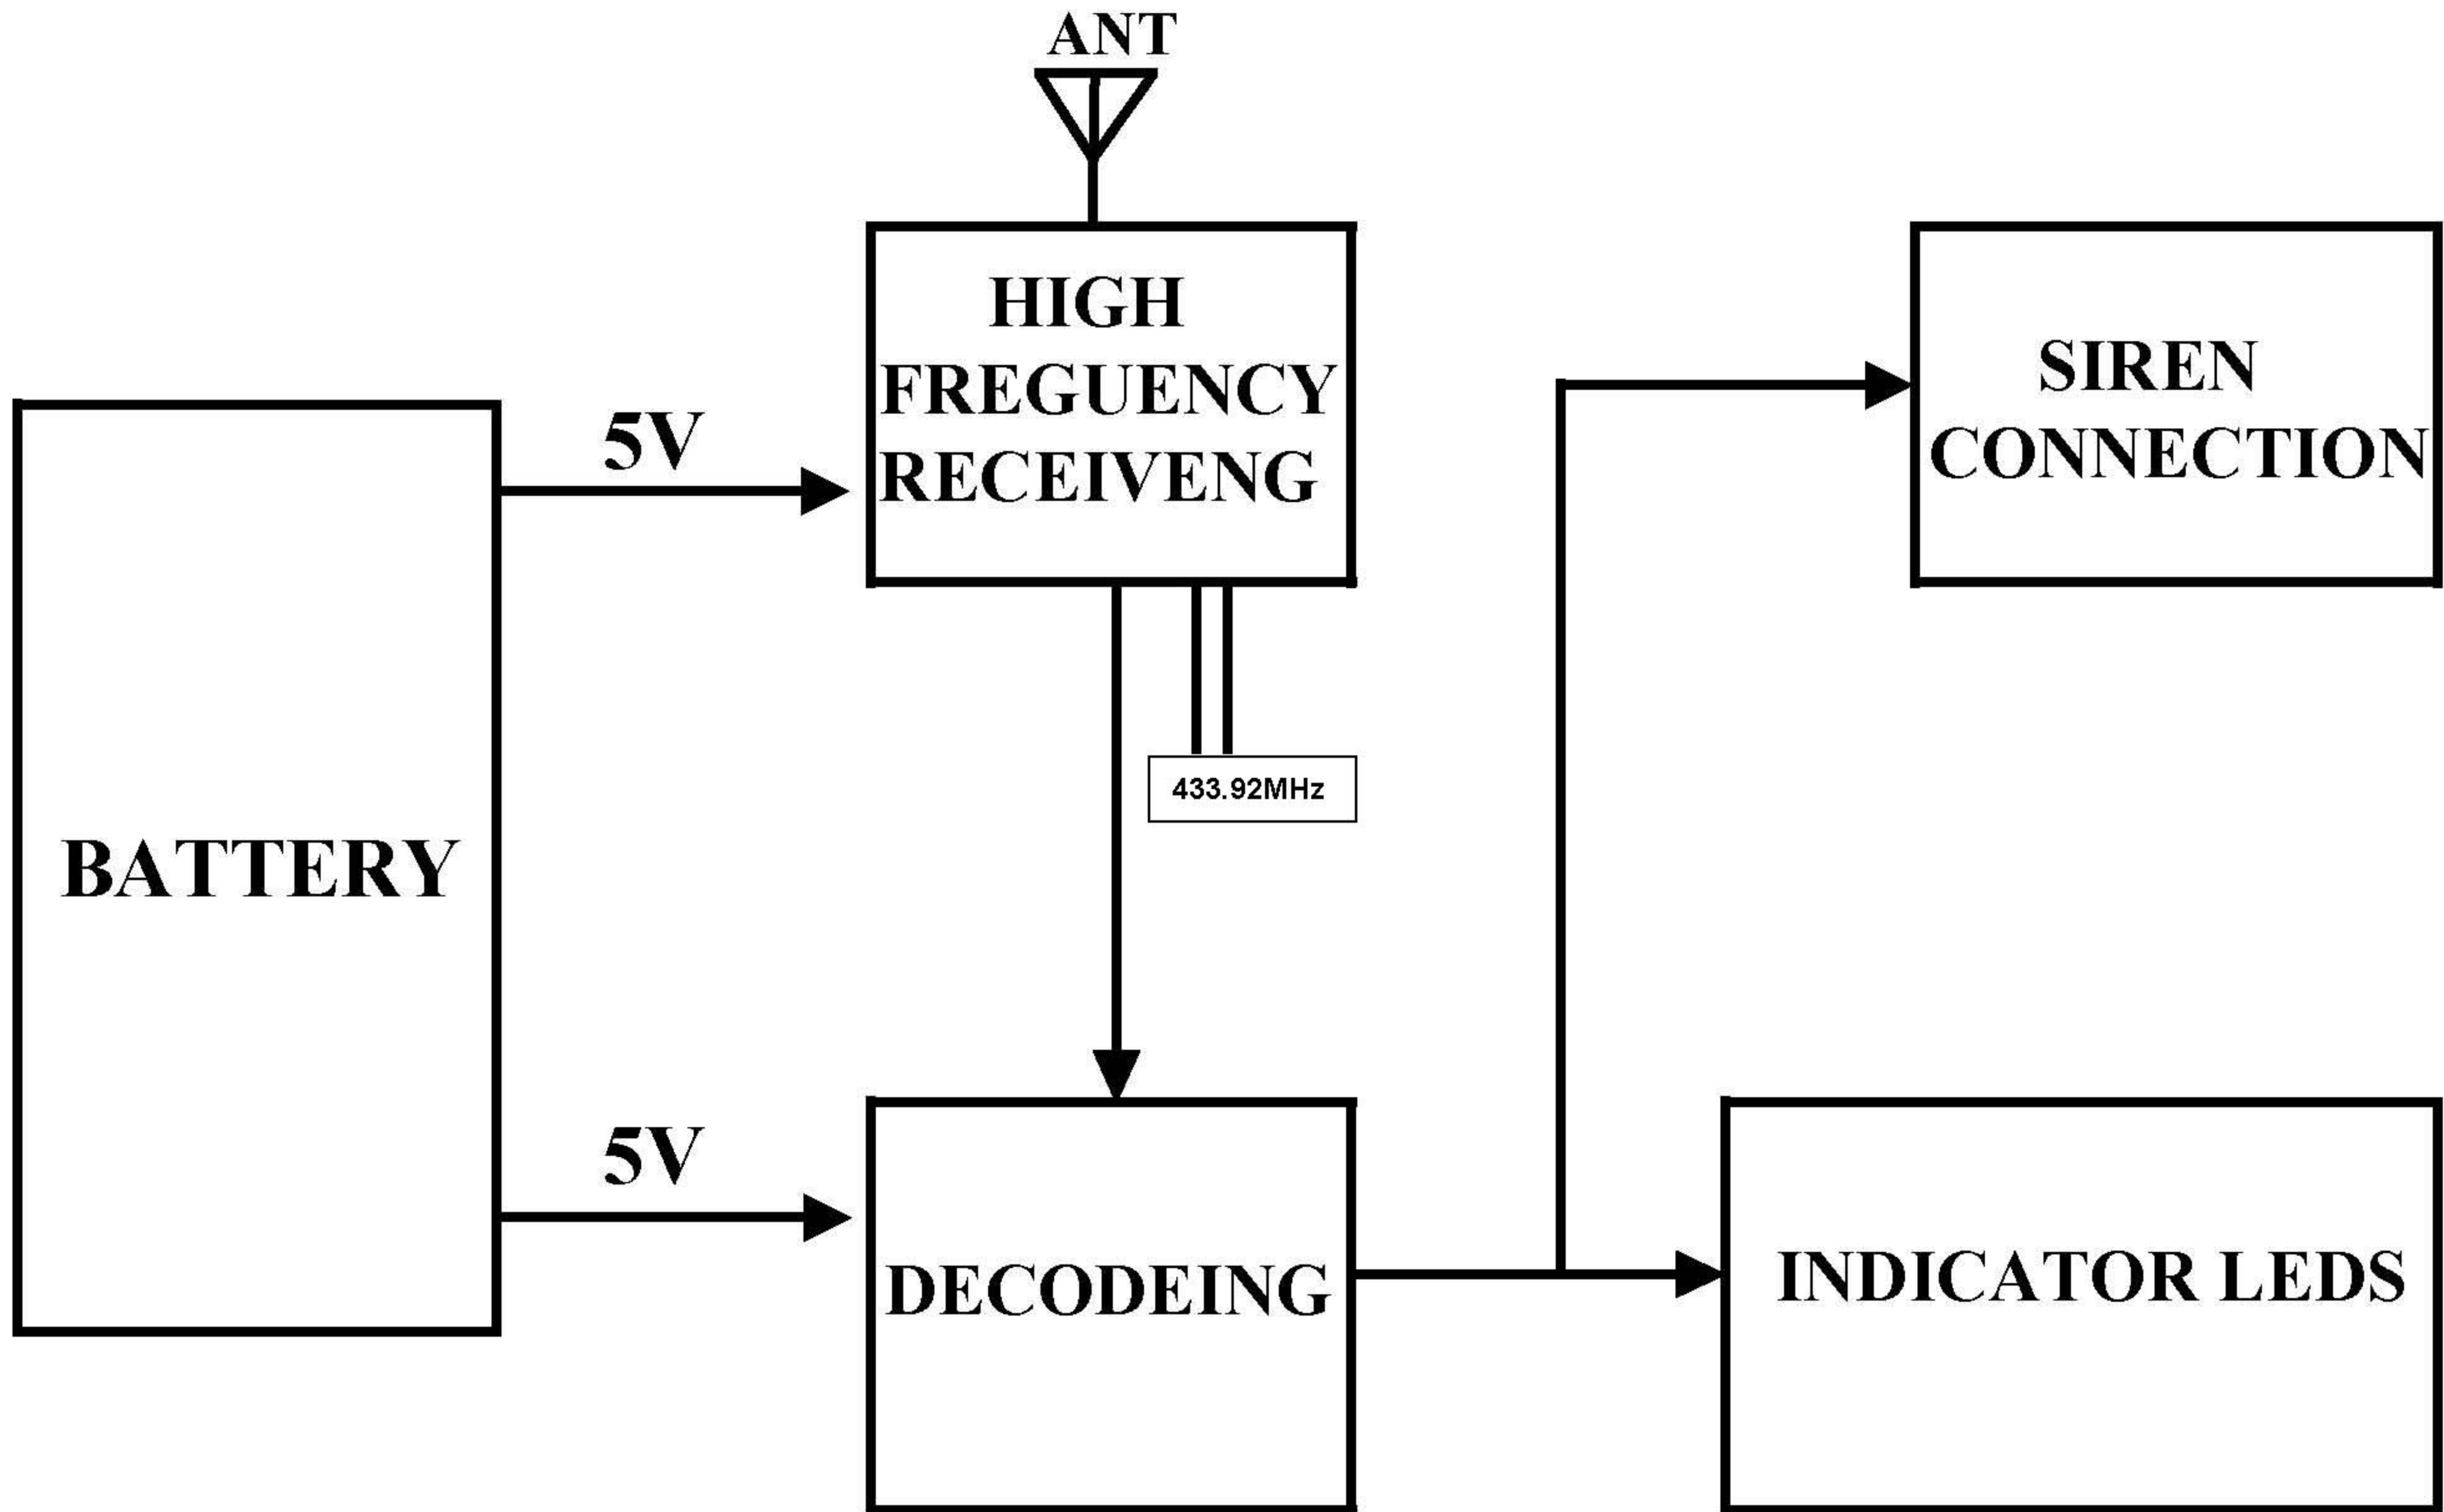 ANT
HIGH
FREGUENCY
RECEIVENG
SIREN
CONNECTION
5V
433.92MHz
BATTERY
5V
DECODEING
INDICATOR LEDS